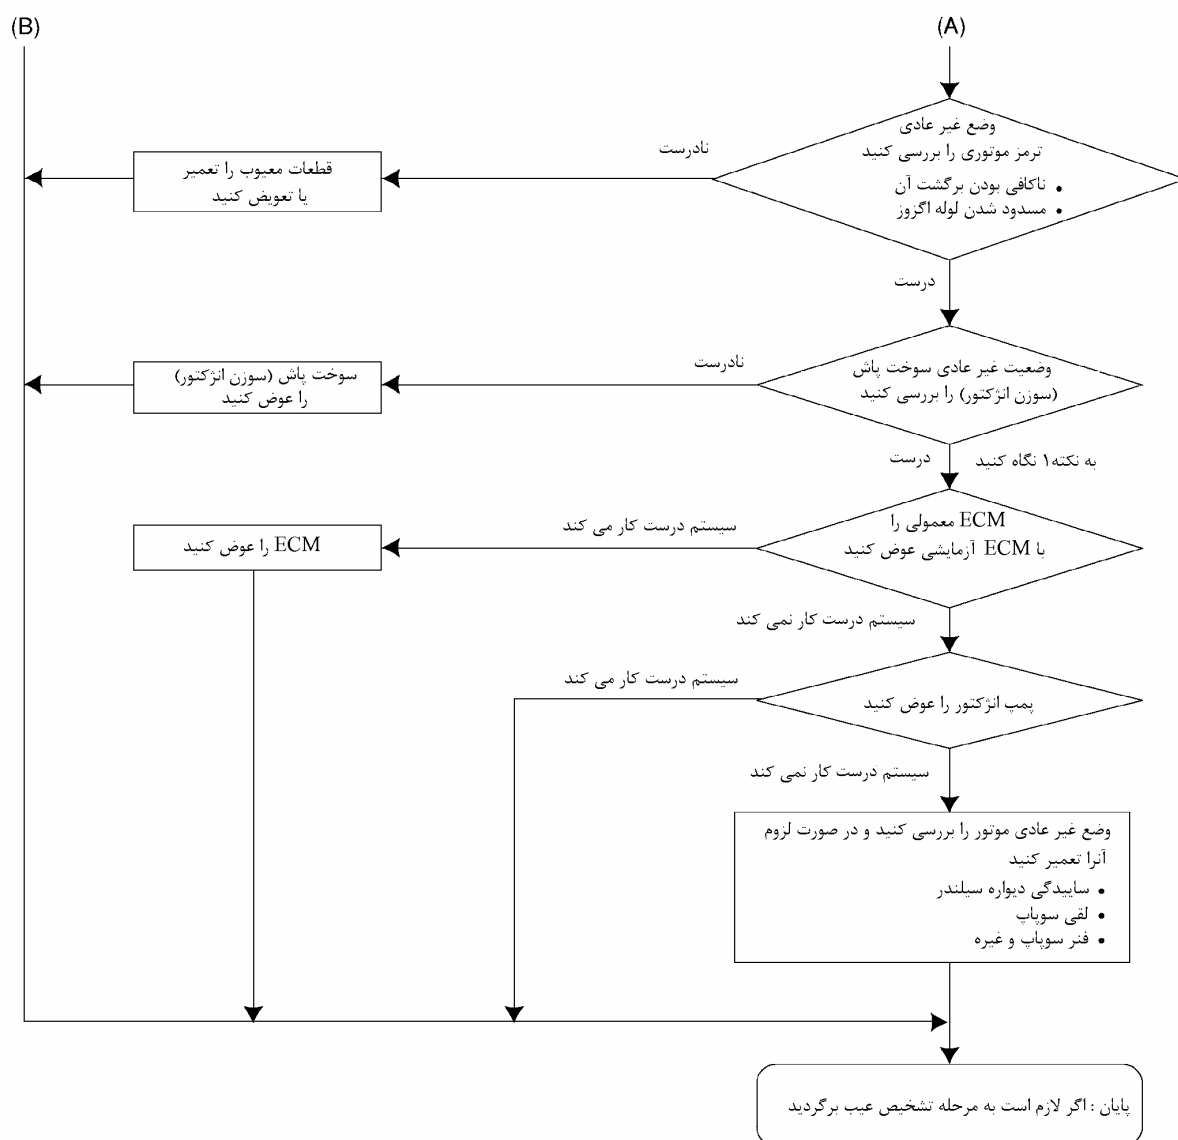 (A)
(B)
وضع غیر عادی
ترمز موتوری را بررسی کنید
• ناکافی بودن برگشت آن
• مسدود شدن لوله اگزوز
نادرست
قطعات معیوب را تعمیر
یا تعویض کنید
درست
وضعیت غیر عادی سوخت پاش
(سوزن انژکتور) را بررسی کنید
نادرست
سوخت پاش (سوزن انژکتور)
را عوض کنید
به نکته۱ نگاه کنید
درست
ECM معمولی را
با ECM آزمایشی عوض کنید
سیستم درست کار می کند
ECM را عوض کنید
سیستم درست کار نمی کند
پمپ انژکتور را عوض کنید
سیستم درست کار می کند
سیستم درست کار نمی کند
وضع غیر عادی موتور را بررسی کنید و در صورت لزوم
آنرا تعمیر کنید
• ساییدگی دیواره سیلندر
• لقی سوپاپ
• فنر سوپاپ و غیره
پایان : اگر لازم است به مرحله تشخیص عیب برگردید